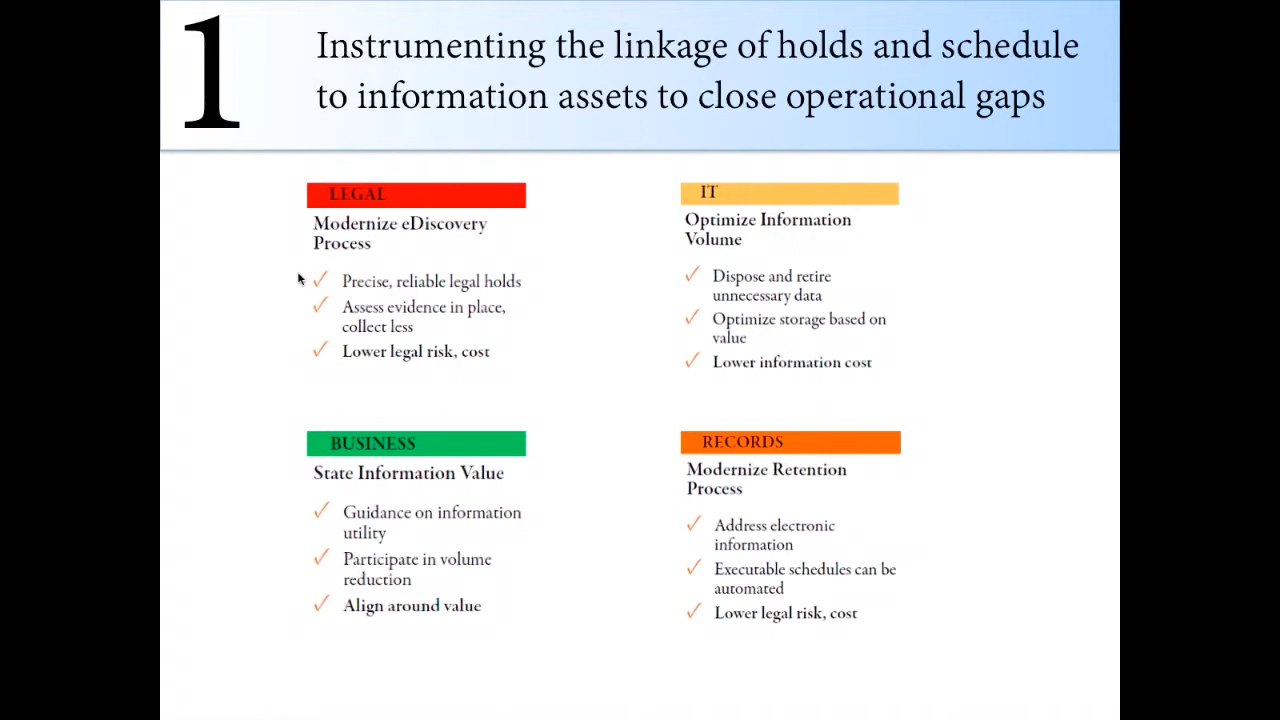 1
Instrumenting the linkage of holds and schedule
to information assets to close operational gaps
LEGAL
Modernize eDiscovery
Process
✓ Precise, reliable legal holds
✓ Assess evidence in place,
collect less
✓ Lower legal risk, cost
IT
Optimize Information
Volume
✓ Dispose and retire
unnecessary data
✓ Optimize storage based on
value
✓ Lower information cost
BUSINESS
State Information Value
✓ Guidance on information
utility
✓ Participate in volume
reduction
✓ Align around value
RECORDS
Modernize Retention
Process
✓ Address electronic
information
✓ Executable schedules can be
automated
✓ Lower legal risk, cost